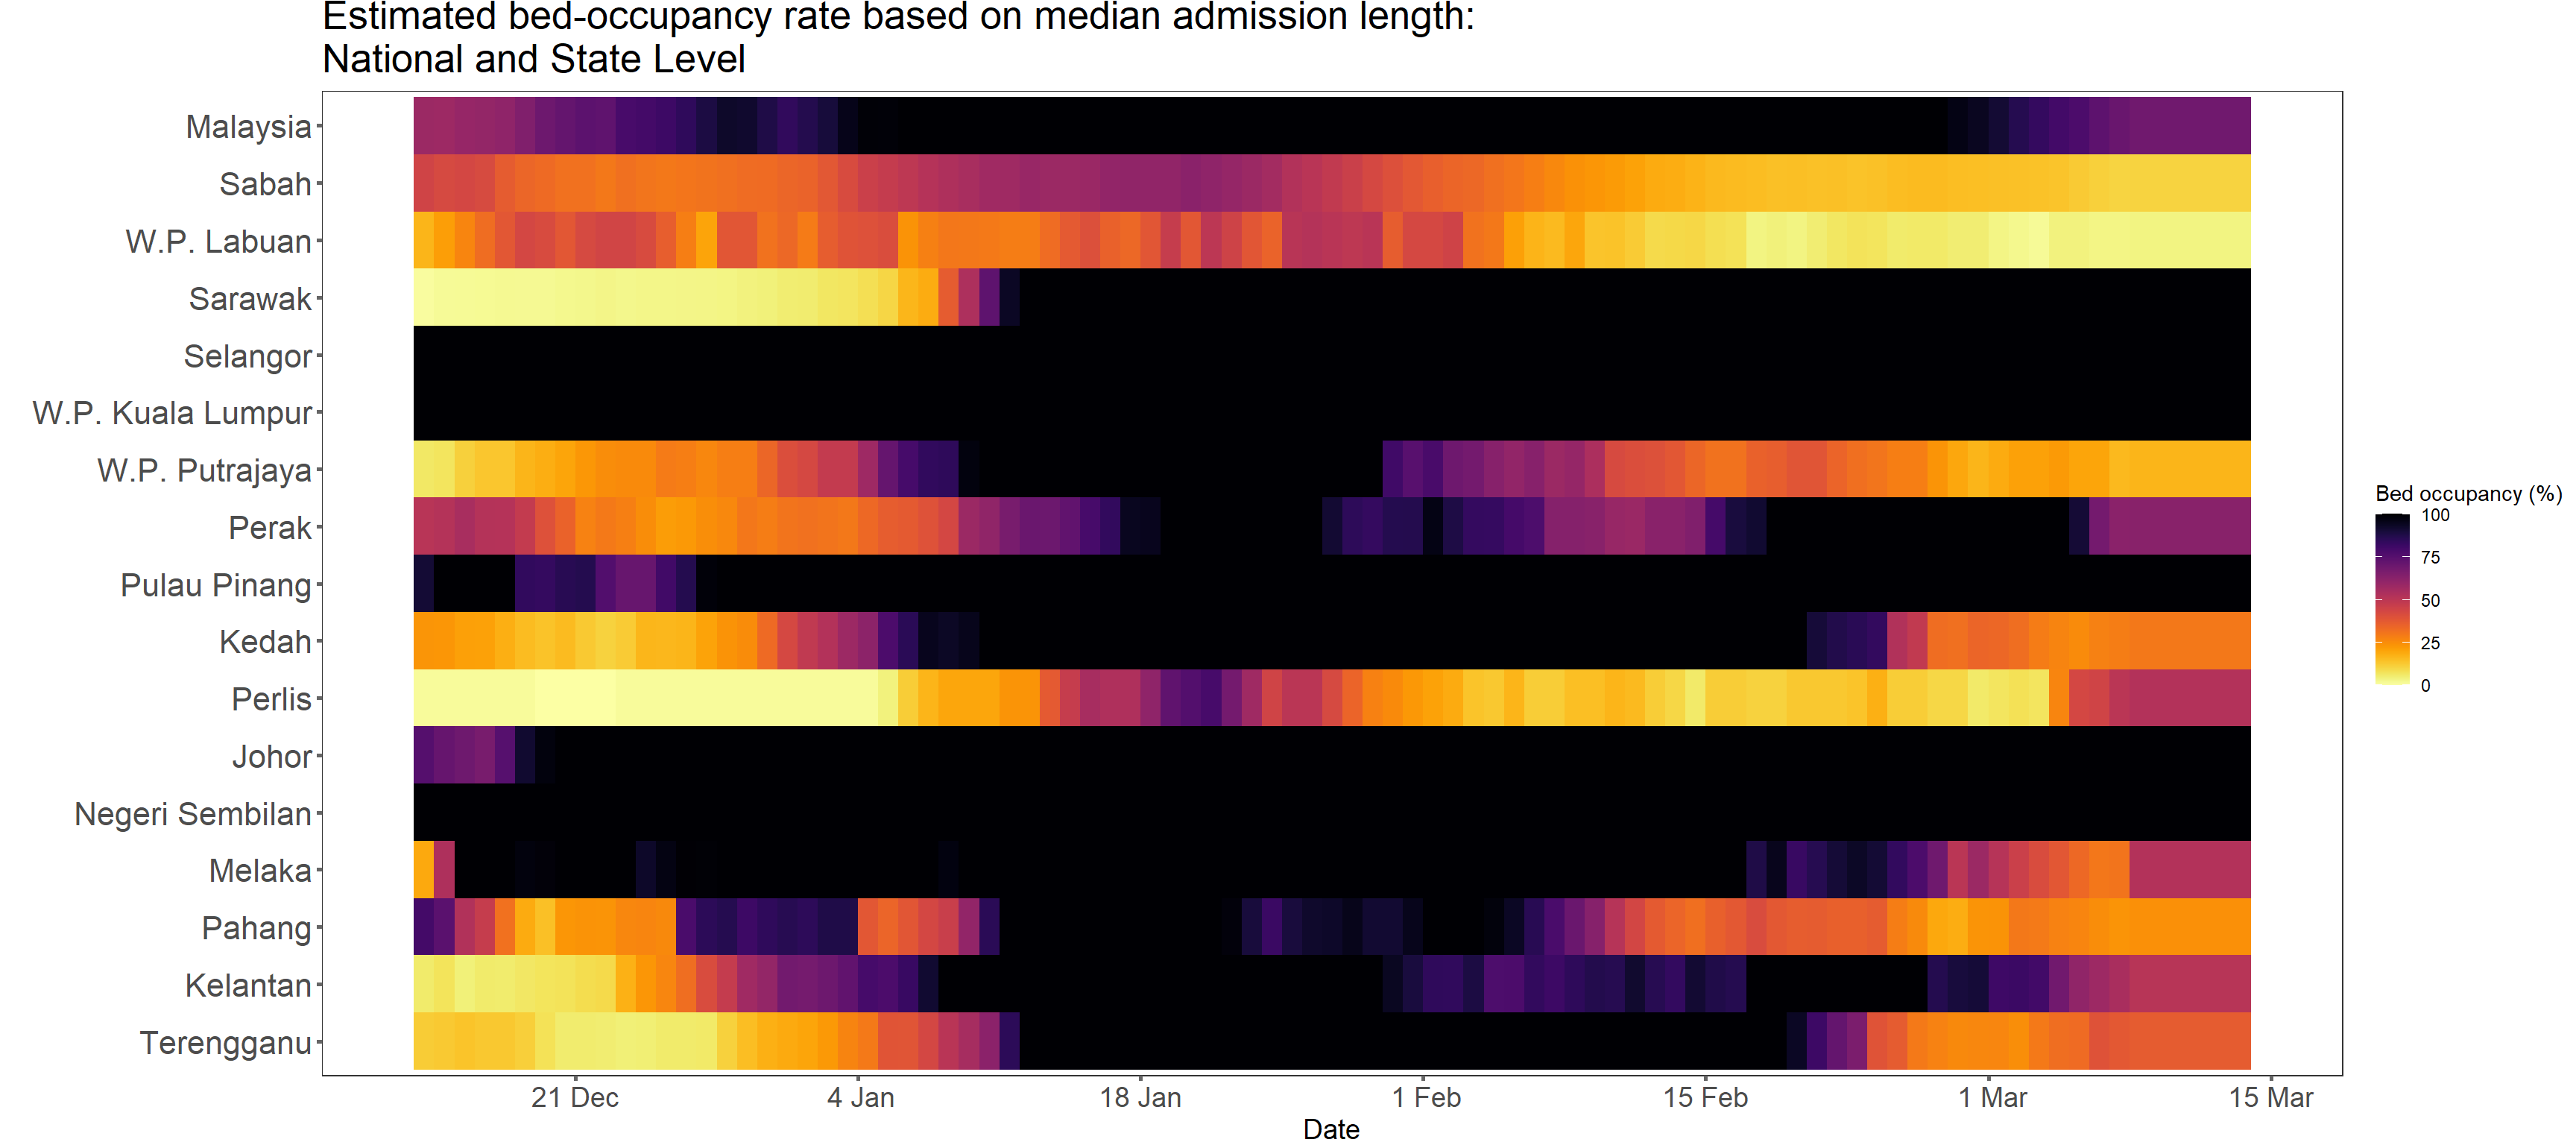 Estimated bed-occupancy rate based on median admission length:
National and State Level
Malaysia
Sabah
W.P. Labuan
Sarawak
Selangor
W.P. Kuala Lumpur
W.P. Putrajaya
Perak
Pulau Pinang
Kedah
Perlis
Johor
Negeri Sembilan
Melaka
Pahang
Kelantan
Terengganu
21 Dec
4 Jan
18 Jan
1 Feb
15 Feb
1 Mar
15 Mar
Date
Bed occupancy (%)
100
75
50
25
0